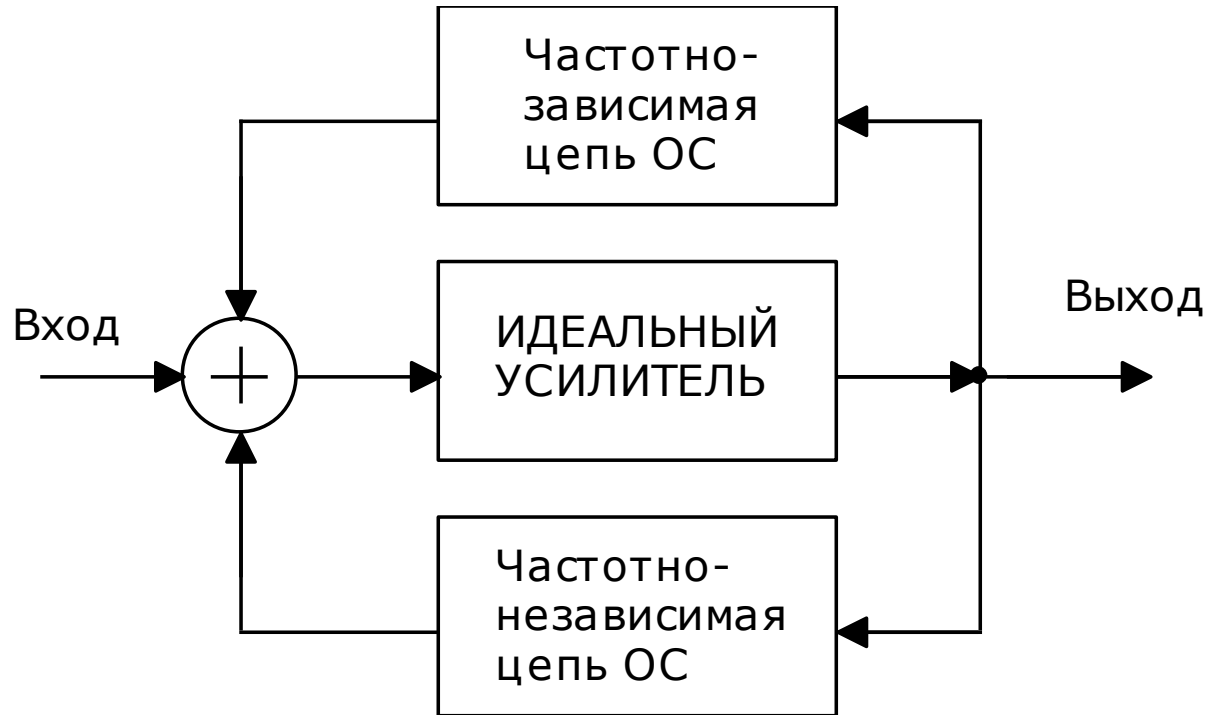 Частотно-
зависимая
цепь ОС
Вход
ИДЕАЛЬНЫЙ
УСИЛИТЕЛЬ
Выход
Частотно-
независимая
цепь ОС